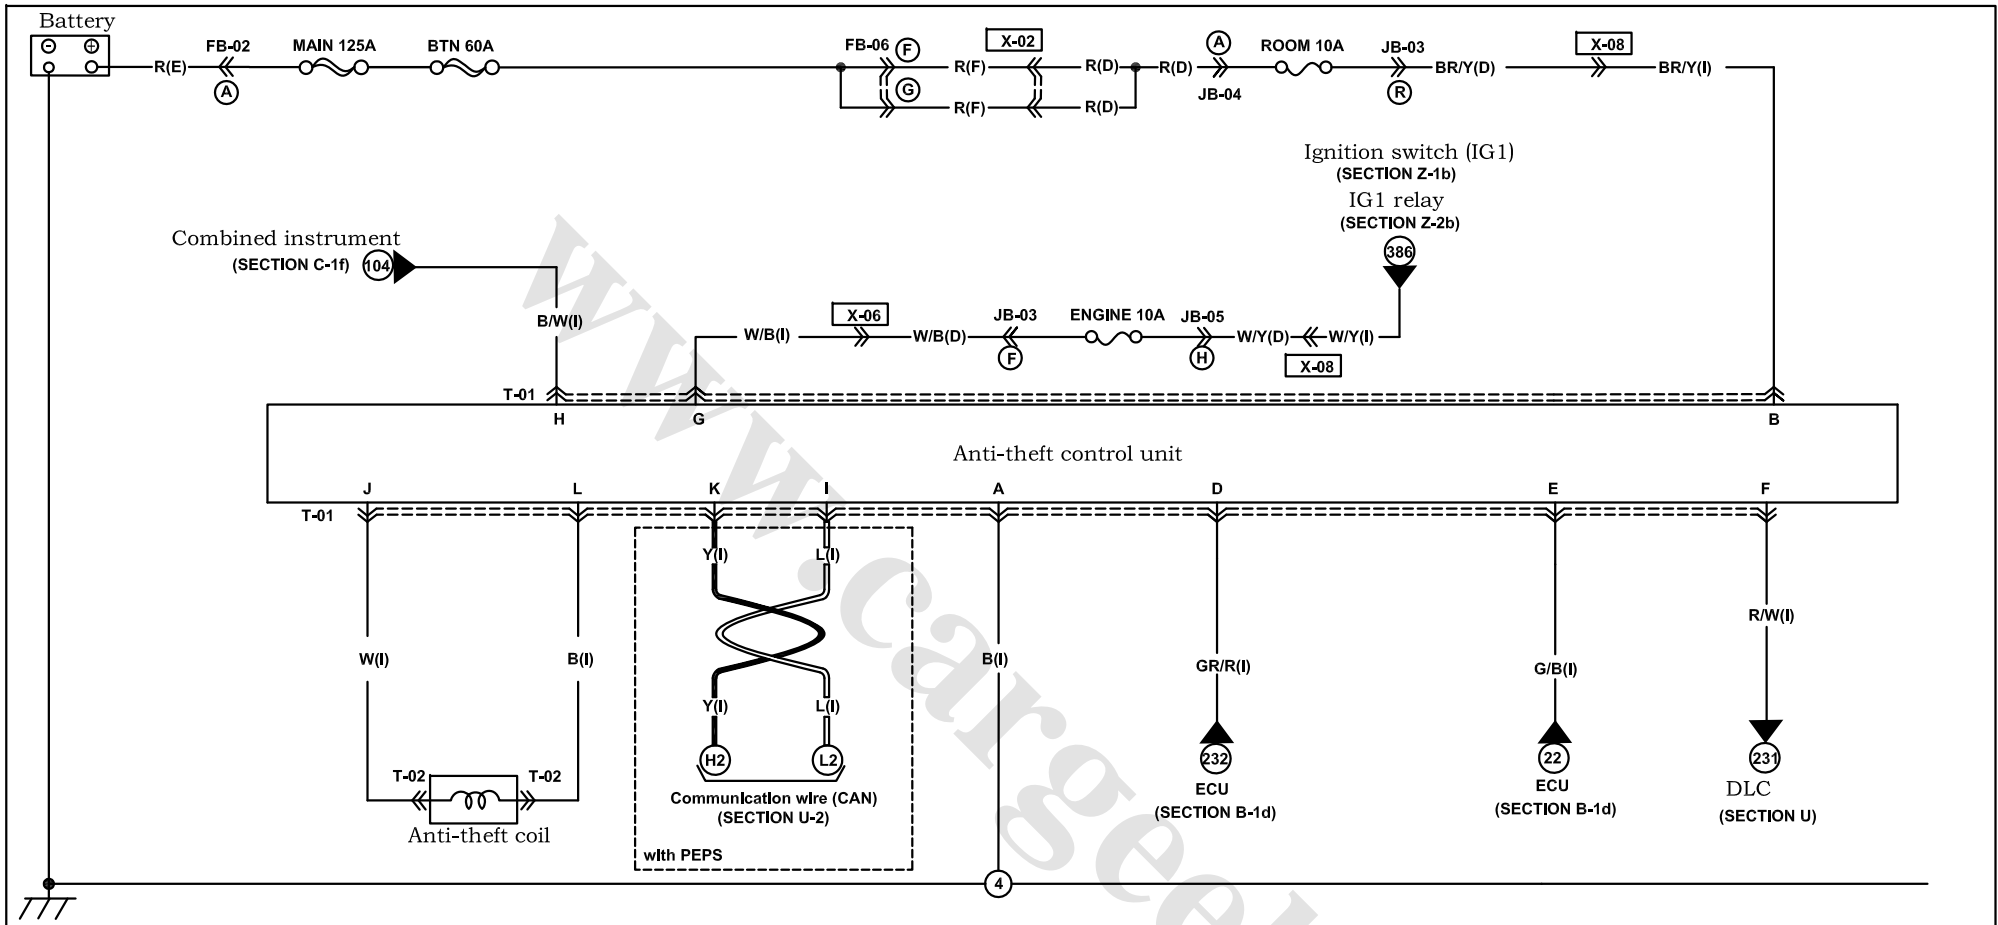 Battery
FB-02
MAIN 125A
BTN 60A
FB-06
F
X-02
A
ROOM 10A
JB-03
X-08
R(E)
R(F)
R(D)
R(D)
BR/Y(D)
BR/Y(I)
A
G
JB-04
R
R(F)
R(D)
Ignition switch (IG1)
(SECTION Z-1b)
IG1 relay
(SECTION Z-2b)
386
Combined instrument
(SECTION C-1f)
104
B/W(I)
X-06
JB-03
ENGINE 10A
JB-05
W/B(I)
W/B(D)
W/Y(D)
W/Y(I)
F
H
X-08
T-01
H
G
B
Anti-theft control unit
J
L
K
I
A
D
E
F
T-01
Y(I)
L(I)
R/W(I)
W(I)
B(I)
B(I)
GR/R(I)
G/B(I)
Y(I)
L(I)
H2
L2
232
22
231
T-02
T-02
ECU
(SECTION B-1d)
ECU
(SECTION B-1d)
DLC
(SECTION U)
Communication wire (CAN)
(SECTION U-2)
Anti-theft coil
with PEPS
4
www.cargeek